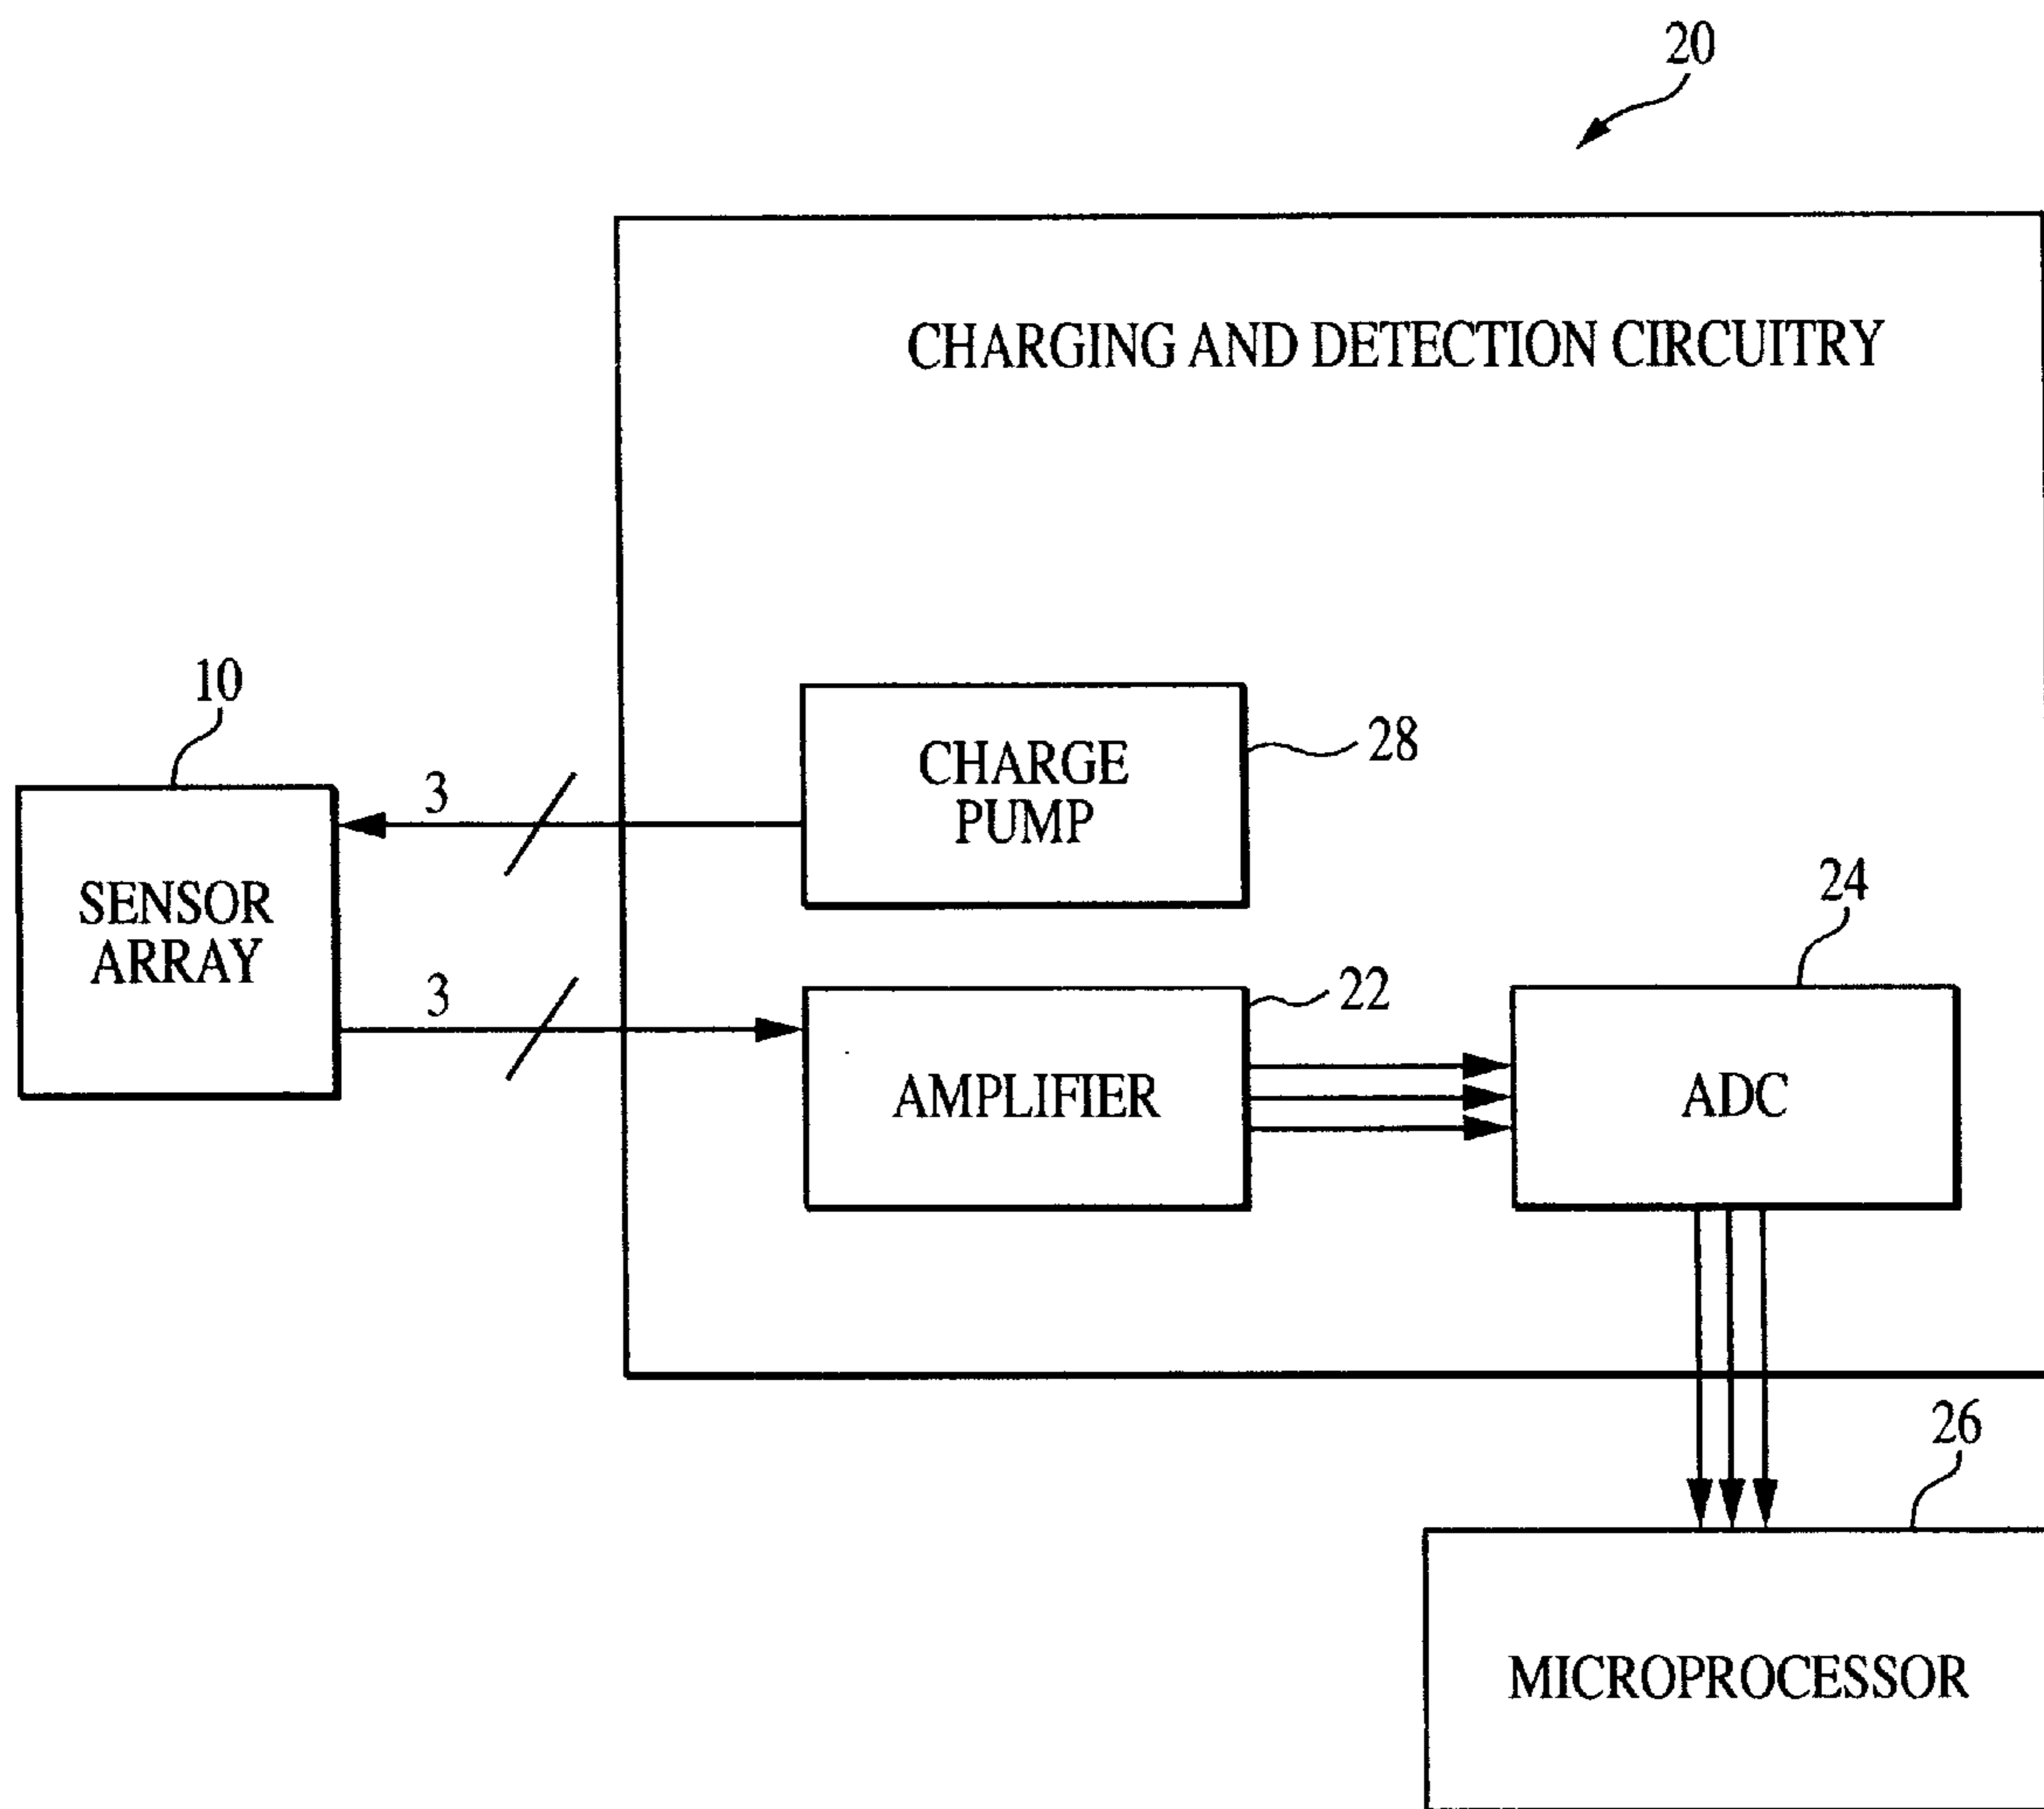 20
CHARGING AND DETECTION CIRCUITRY
10
3
CHARGE
PUMP
28
SENSOR
ARRAY
3
AMPLIFIER
22
24
ADC
26
MICROPROCESSOR